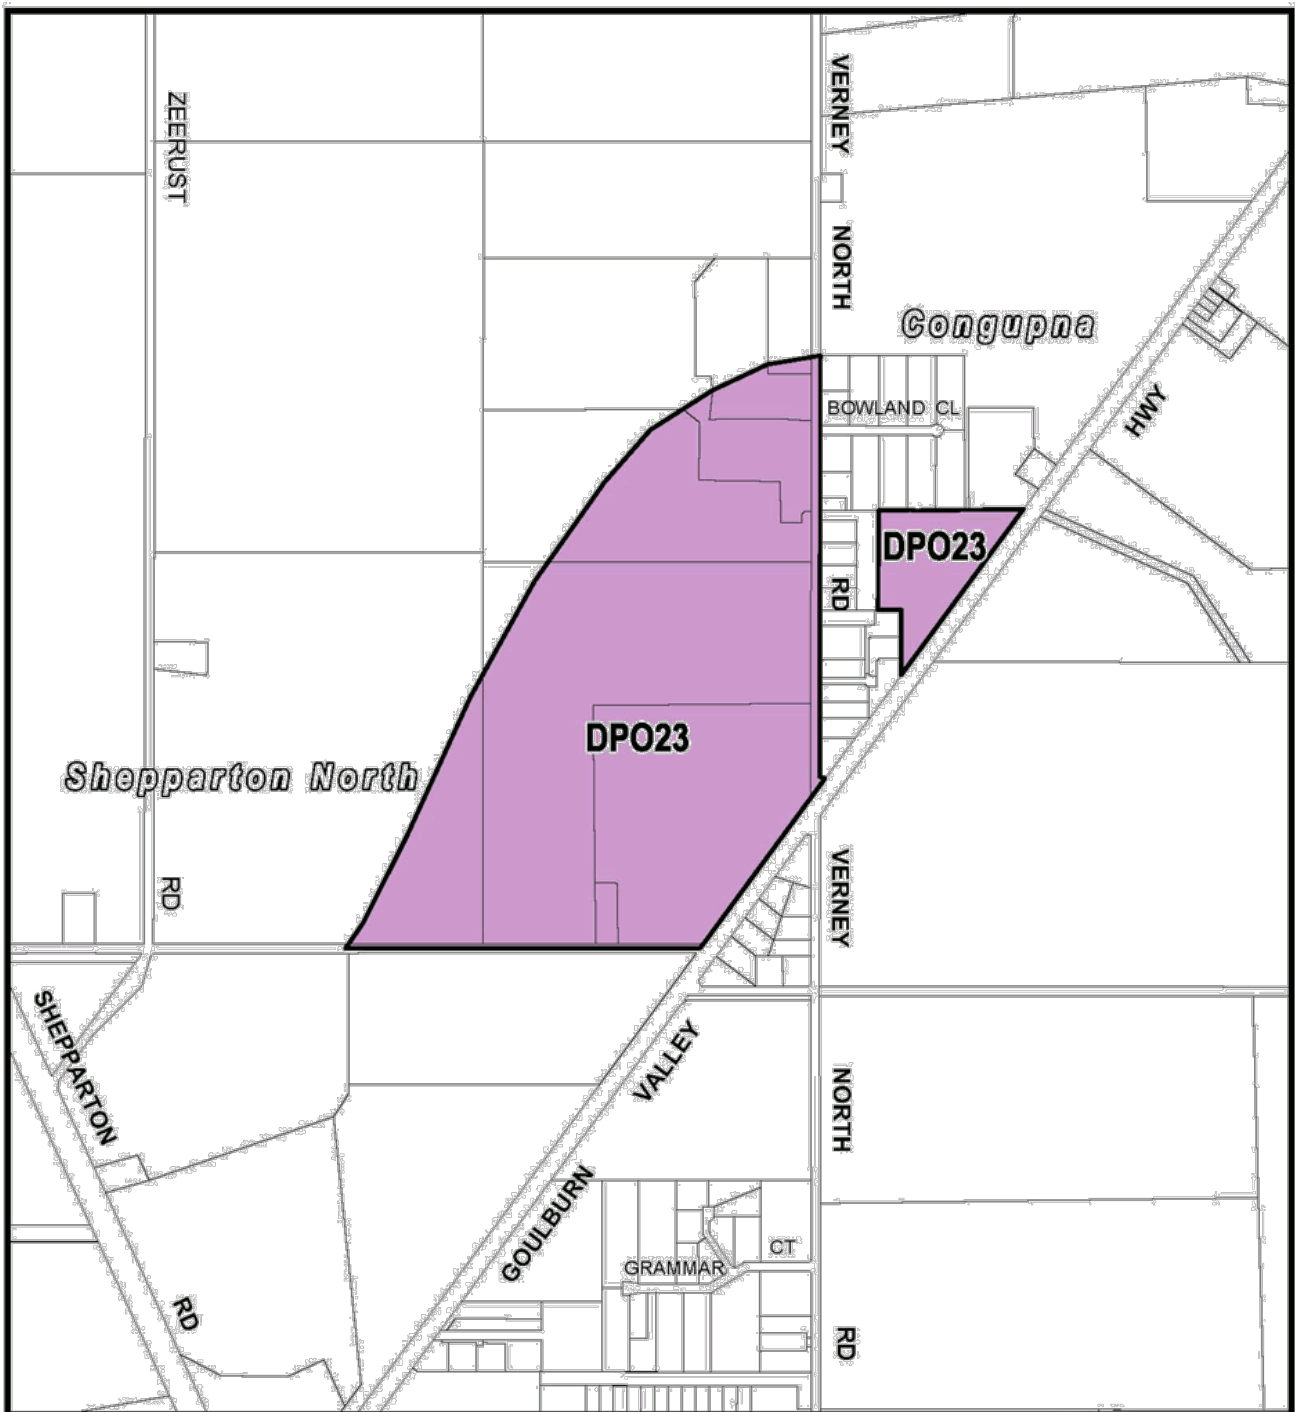 VERNEY
ZEERUST
NORTH
Congupna
HWY
BOWLAND CL
DPO23
RD
DPO23
Shepparton North
RD
VERNEY
SHEPPARTON
VALLEY
NORTH
GOULBURN
CT
GRAMMAR
RD
RD